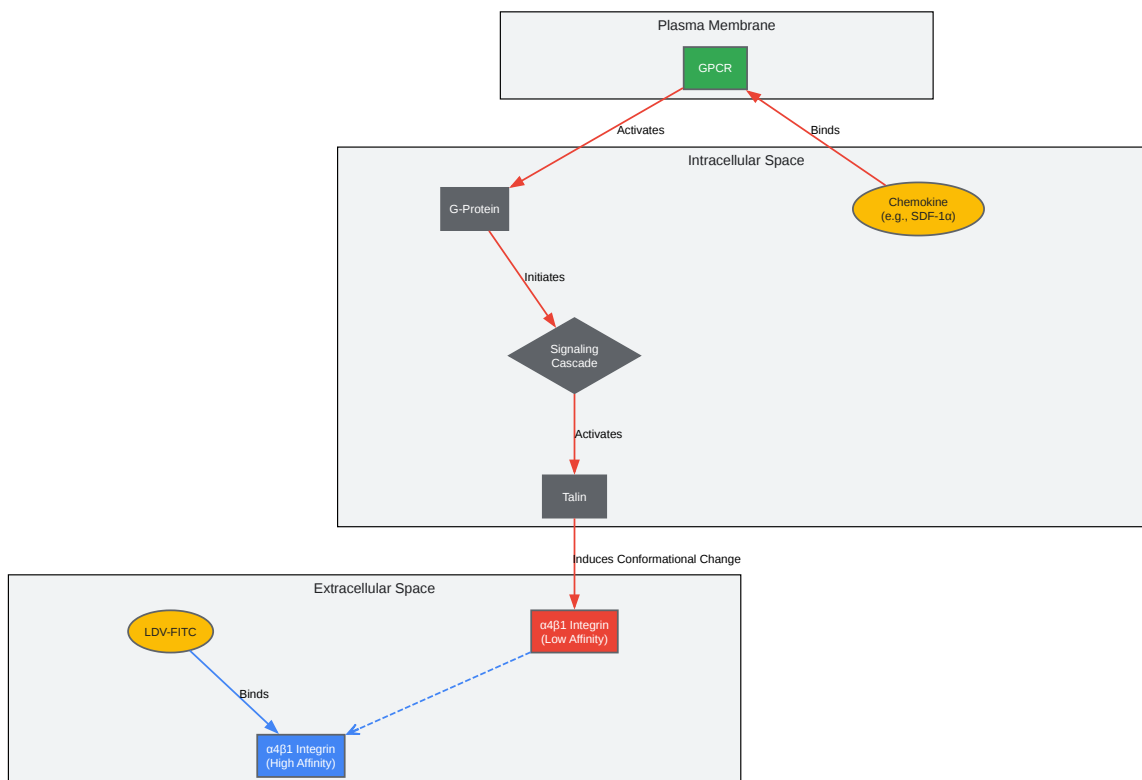 Plasma Membrane
GPCR
Activates
Binds
Intracellular Space
G-Protein
Chemokine
(e.g., SDF-1α)
Initiates
Signaling
Cascade
Activates
Talin
Induces Conformational Change
Extracellular Space
LDV-FITC
α4β1 Integrin
(Low Affinity)
Binds
α4β1 Integrin
(High Affinity)